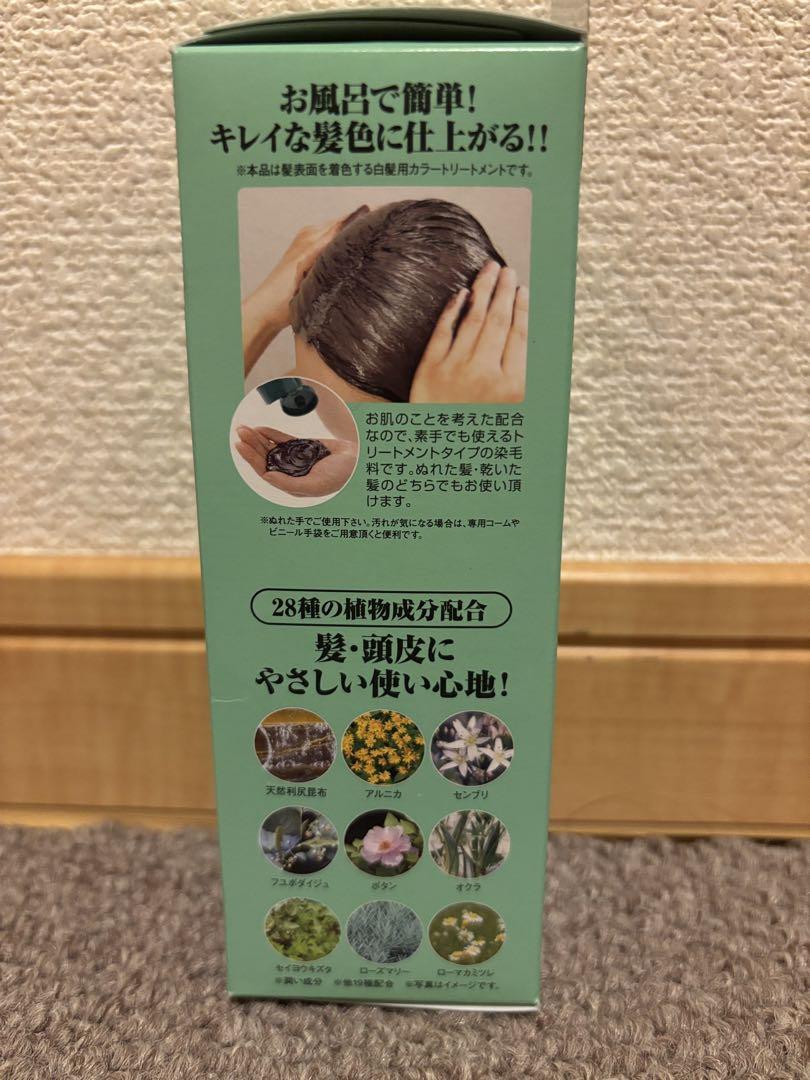 お風呂で簡単!
キレイな髪色に仕上がる!!
※本品は髪表面を着色する白髪用カラートリートメントです。
お肌のことを考えた配合
なので、素手でも使えるト
リートメントタイプの染毛
料です。ぬれた髪・乾いた
髪のどちらでもお使い頂
けます。
※ぬれた手でご使用下さい。汚れが気になる場合は、専用コームや
ビニール手袋をご用意頂くと便利です。
28種の植物成分配合
髪・頭皮に
やさしい使い心地!
天然利尻昆布 アルニカ センブリ
フユボダイジュ ボタン オクラ
セイヨウキズタ ローズマリー ローマカミツレ
※潤い成分 ※他19種配合 ※写真はイメージです。